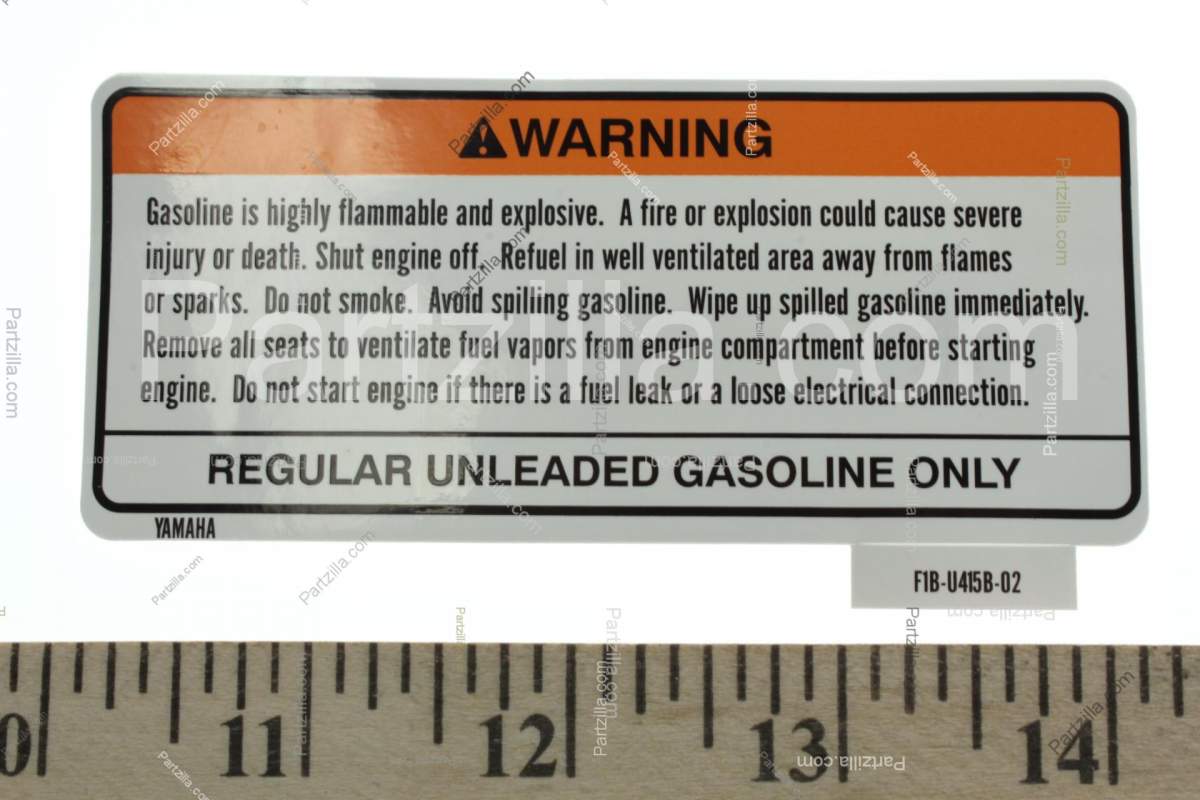 WARNING
Gasoline is highly flammable and explosive. A fire or explosion could cause severe
injury or death. Shut engine off. Refuel in well ventilated area away from flames
or sparks. Do not smoke. Avoid spilling gasoline. Wipe up spilled gasoline immediately.
Remove all seats to ventilate fuel vapors from engine compartment before starting
engine. Do not start engine if there is a fuel leak or a loose electrical connection.
REGULAR UNLEADED GASOLINE ONLY
YAMAHA
F1B-U415B-02
Partzilla.com
0 11 12 13 14